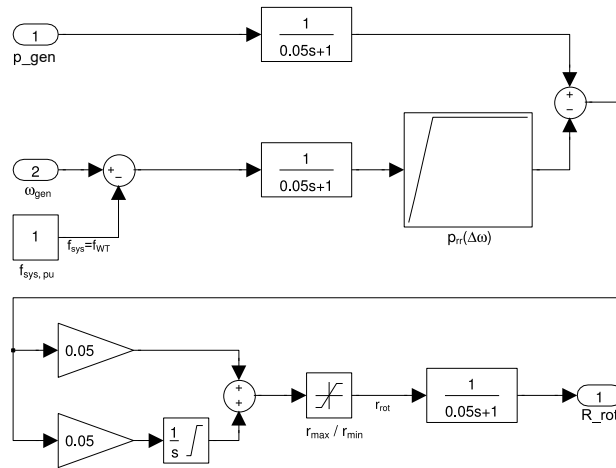 1
p_gen
1
0.05s+1
+
−
2
ω_gen
+ −
1
f_sys, pu
f_sys=f_WT
1
0.05s+1
p_rr(Δω)
0.05
0.05
1
s
+
+
r_max / r_min
r_rot
1
0.05s+1
1
R_rot